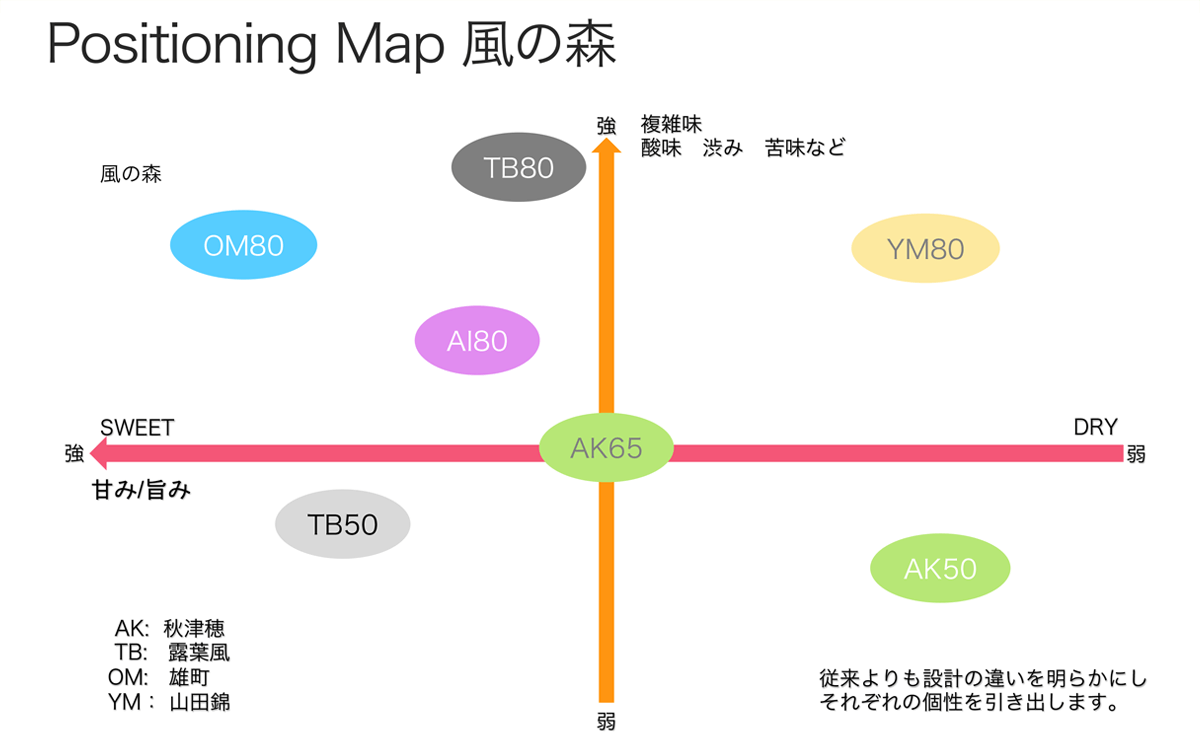 Positioning Map 風の森
強
複雑味
酸味　渋み　苦味など
TB80
風の森
OM80
YM80
AI80
SWEET
DRY
強
AK65
弱
甘み/旨み
TB50
AK50
AK: 秋津穂
TB: 露葉風
OM: 雄町
YM： 山田錦
従来よりも設計の違いを明らかにし
それぞれの個性を引き出します。
弱